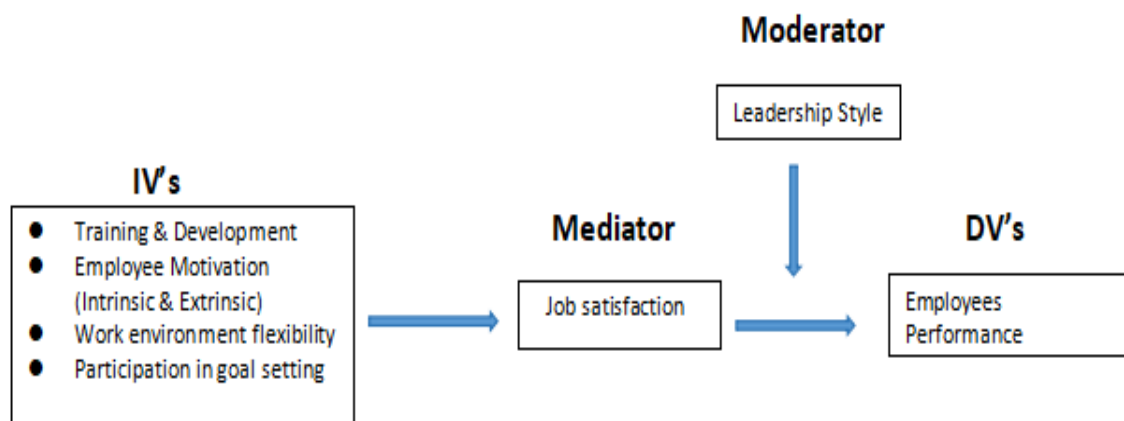 Moderator
Leadership Style
IV's
● Training & Development
● Employee Motivation
(Intrinsic & Extrinsic)
● Work environment flexibility
● Participation in goal setting
Mediator
Job satisfaction
DV's
Employees
Performance